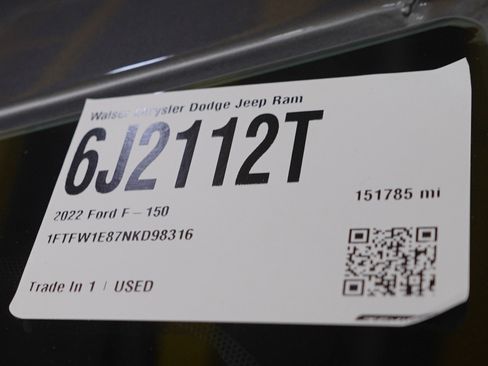 Walser Chrysler Dodge Jeep Ram
6J2112T
151785 mi
2022 Ford F-150
1FTFW1E87NKD98316
Trade In 1 / USED